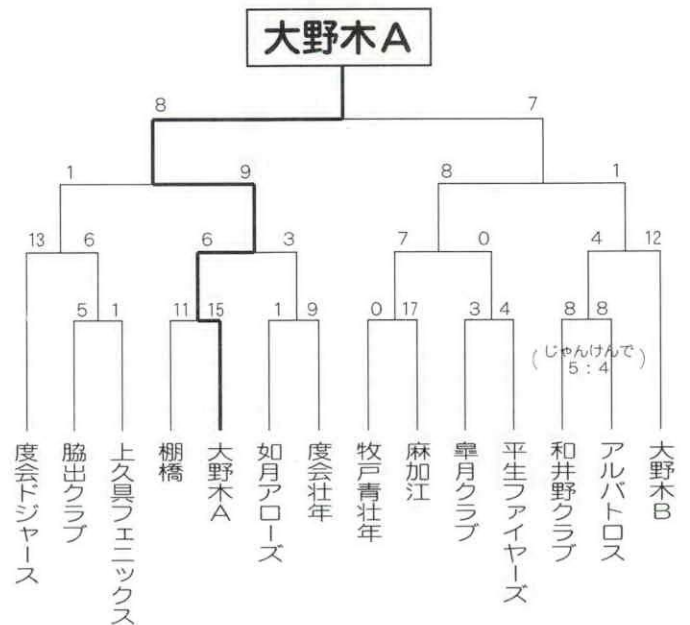 大野木A
8 7
1 9 8 1
13 6 6 3 7 0 4 12
5 1 11 15 1 9 0 17 3 4 8 8
(じゃんけんで)
5:4
度会ドジャース
脇出クラブ
上久具フェニックス
棚橋
大野木A
如月アローズ
度会壮年
牧戸青壮年
麻加江
皐月クラブ
平生ファイヤーズ
和井野クラブ
アルバトロス
大野木B